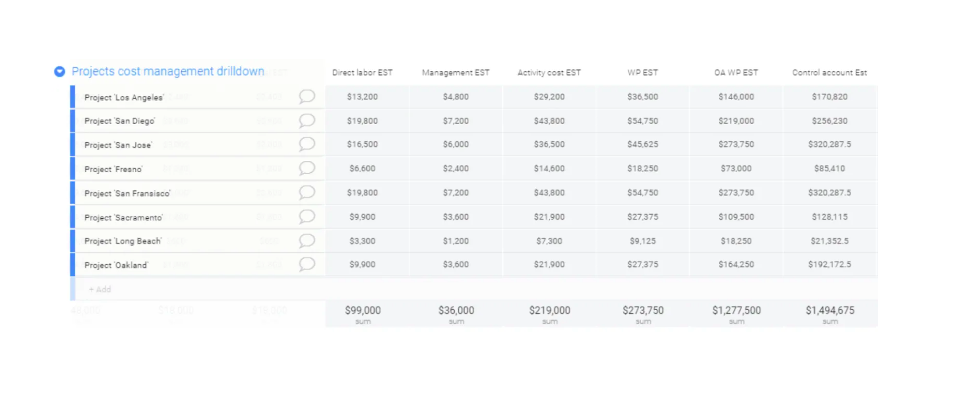 Projects cost management drilldown Direct labor EST Management EST Activity cost EST WP EST OA WP EST Control account Est
Project 'Los Angeles' $13,200 $4,800 $29,200 $36,500 $146,000 $170,820
Project 'San Diego' $19,800 $7,200 $43,800 $54,750 $219,000 $256,230
Project 'San Jose' $16,500 $6,000 $36,500 $45,625 $273,750 $320,287.5
Project 'Fresno' $6,600 $2,400 $14,600 $18,250 $73,000 $85,410
Project 'San Fransisco' $19,800 $7,200 $43,800 $54,750 $273,750 $320,287.5
Project 'Sacramento' $9,900 $3,600 $21,900 $27,375 $109,500 $128,115
Project 'Long Beach' $3,300 $1,200 $7,300 $9,125 $18,250 $21,352.5
Project 'Oakland' $9,900 $3,600 $21,900 $27,375 $164,250 $192,172.5
+ Add
$99,000 $36,000 $219,000 $273,750 $1,277,500 $1,494,675
sum sum sum sum sum sum